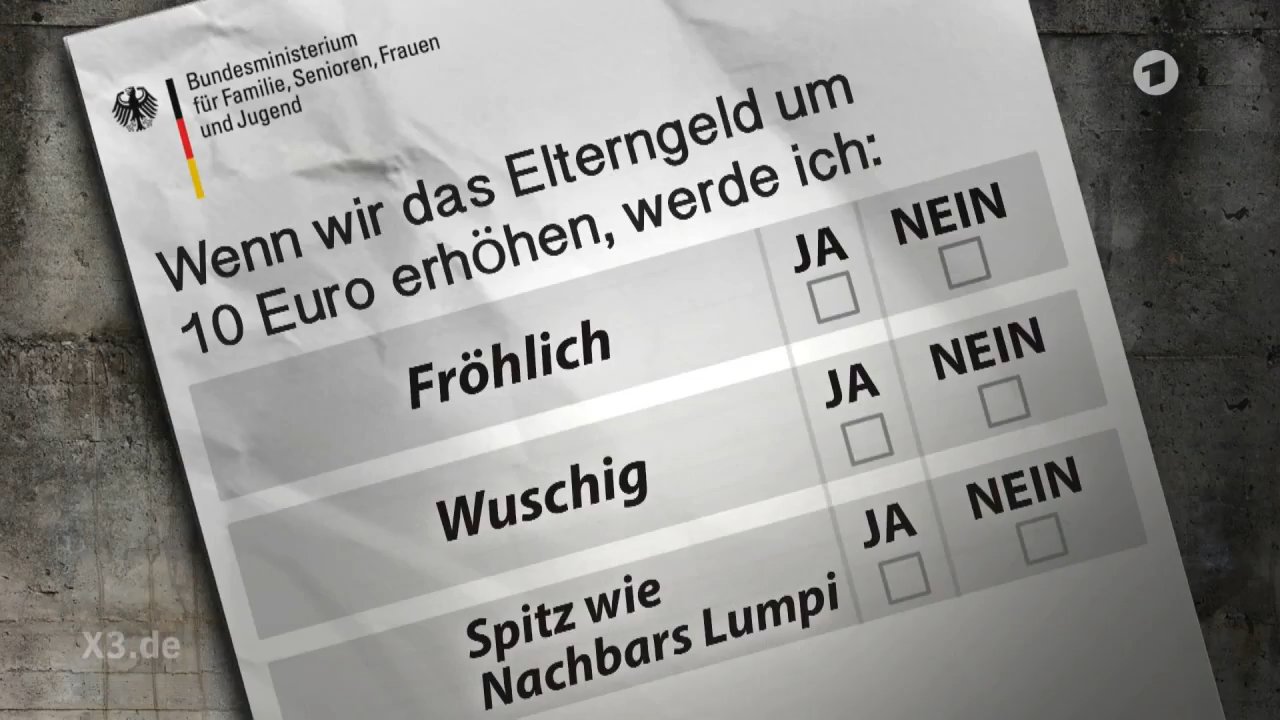 Bundesministerium
für Familie, Senioren, Frauen
und Jugend
1
Wenn wir das Elterngeld um
10 Euro erhöhen, werde ich:
JA NEIN
Fröhlich
JA NEIN
Wuschig
JA NEIN
Spitz wie
Nachbars Lumpi
X3.de